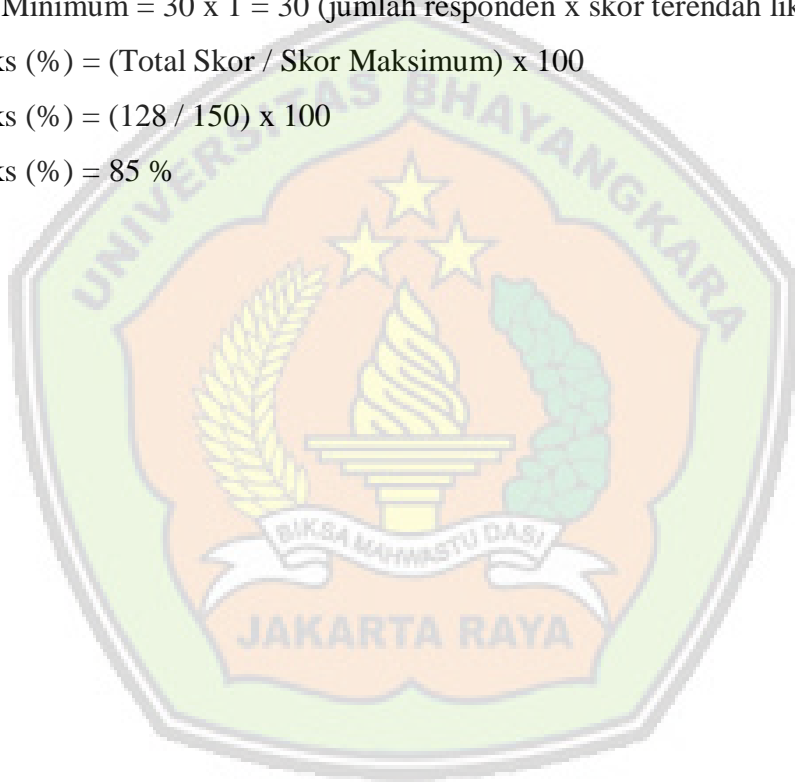 Minimum = 30 x 1 = 30 (jumlah responden x skor terendah lik
ks (%) = (Total Skor / Skor Maksimum) x 100
ks (%) = (128 / 150) x 100
ks (%) = 85 %
UNIVERSITAS BHAYANGKARA
BIKSA MAHWASTU DASI
JAKARTA RAYA